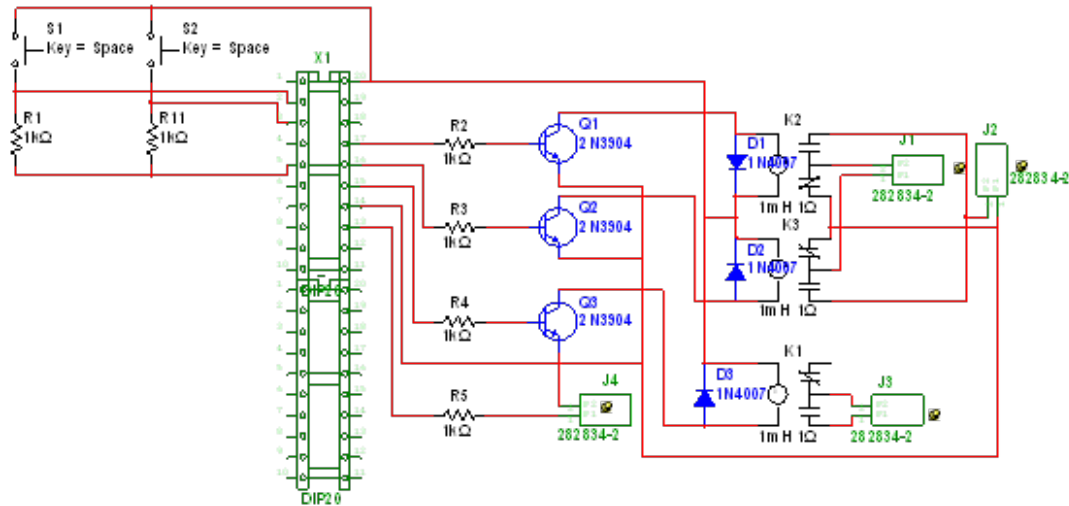 S1
Key = Space
S2
Key = Space
X1
R1
1kΩ
R11
1kΩ
R2
1kΩ
Q1
2N3904
D1
1N4007
K2
1mH 1Ω
J1
282834-2
J2
282834-2
R3
1kΩ
Q2
2N3904
D2
1N4007
K3
1mH 1Ω
DIP20
R4
1kΩ
Q3
2N3904
D3
1N4007
K1
1mH 1Ω
J3
282834-2
R5
1kΩ
J4
282834-2
DIP20